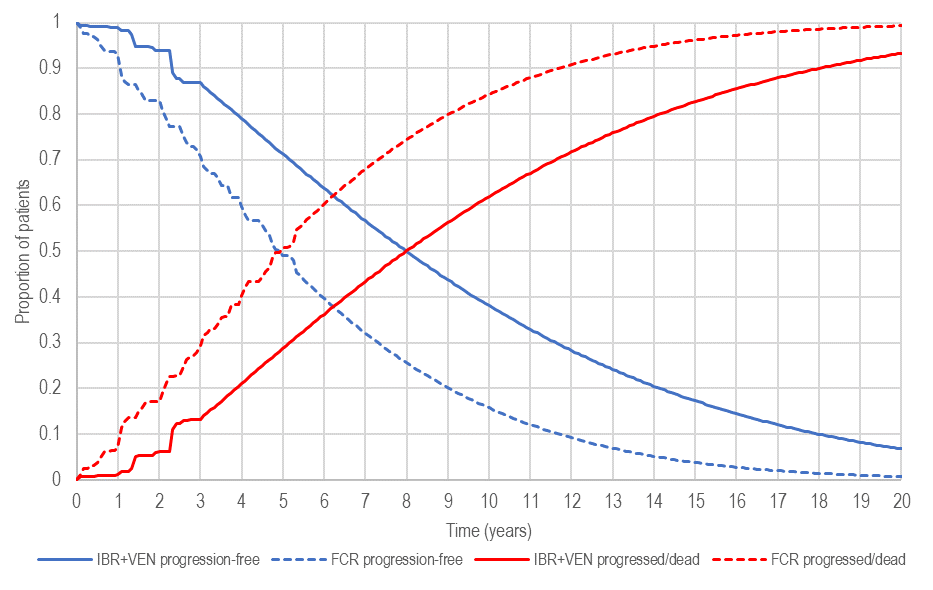 1
0.9
0.8
0.7
0.6
0.5
0.4
0.3
0.2
0.1
0
Proportion of patients
0 1 2 3 4 5 6 7 8 9 10 11 12 13 14 15 16 17 18 19 20
Time (years)
IBR+VEN progression-free FCR progression-free IBR+VEN progressed/dead FCR progressed/dead